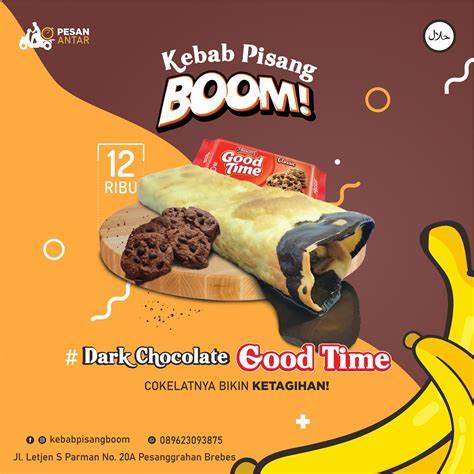 PESAN
ANTAR
حلال
Kebab Pisang
BOOM!
12
RIBU
Good
Time
# Dark Chocolate Good Time
COKELATNYA BIKIN KETAGIHAN!
kebabpisangboom 089623093875
Jl. Letjen S Parman No. 20A Pesanggrahan Brebes